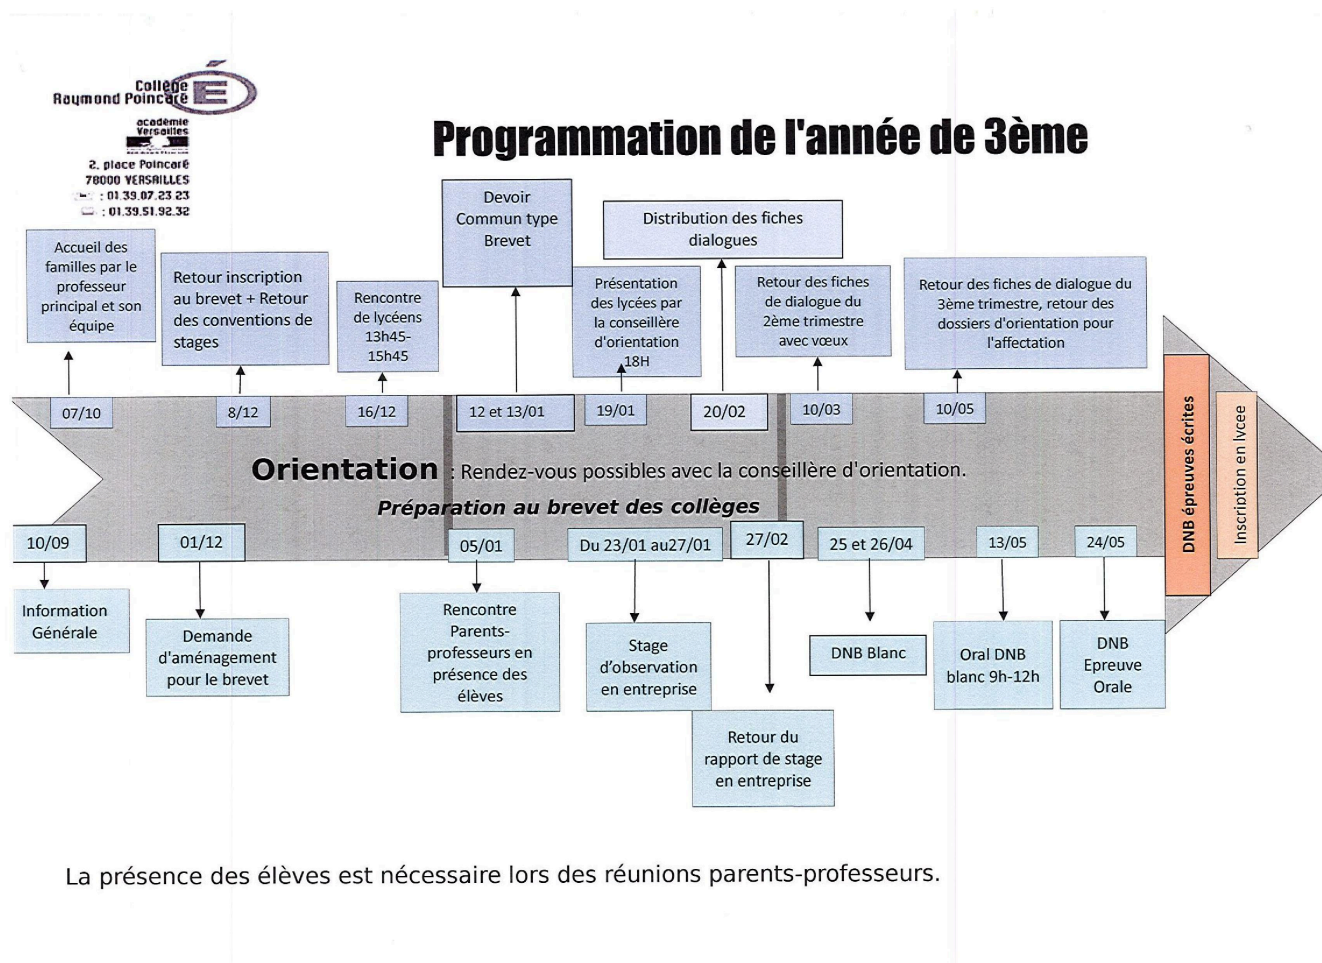 Collège
Raymond Poincaré
académie
Versailles
2, place Poincaré
78000 VERSAILLES
: 01.39.07.23.23
: 01.39.51.92.32
Programmation de l'année de 3ème
Accueil des
familles par le
professeur
principal et son
équipe
Retour inscription
au brevet + Retour
des conventions de
stages
Rencontre
de lycéens
13h45-
15h45
Devoir
Commun type
Brevet
Présentation
des lycées par
la conseillère
d'orientation
18H
Distribution des fiches
dialogues
Retour des fiches
de dialogue du
2ème trimestre
avec vœux
Retour des fiches de dialogue du
3ème trimestre, retour des
dossiers d'orientation pour
l'affectation
07/10
8/12
16/12
12 et 13/01
19/01
20/02
10/03
10/05
Orientation : Rendez-vous possibles avec la conseillère d'orientation.
Préparation au brevet des collèges
DNB épreuves écrites
Inscription en lycee
10/09
01/12
05/01
Du 23/01 au27/01
27/02
25 et 26/04
13/05
24/05
Information
Générale
Demande
d'aménagement
pour le brevet
Rencontre
Parents-
professeurs en
présence des
élèves
Stage
d'observation
en entreprise
Retour du
rapport de stage
en entreprise
DNB Blanc
Oral DNB
blanc 9h-12h
DNB
Epreuve
Orale
La présence des élèves est nécessaire lors des réunions parents-professeurs.